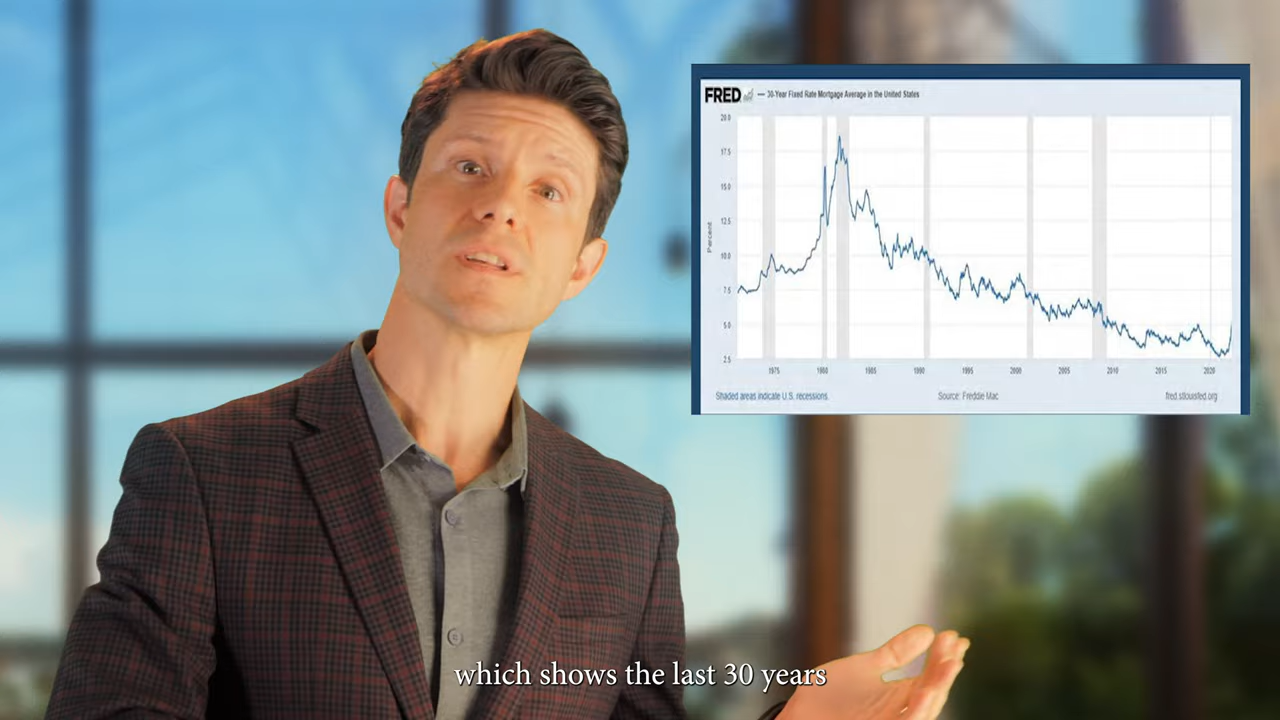 FRED — 30-Year Fixed Rate Mortgage Average in the United States
20.0
17.5
15.0
12.5
10.0
7.5
5.0
2.5
Percent
1975 1980 1985 1990 1995 2000 2005 2010 2015 2020
Shaded areas indicate U.S. recessions. Source: Freddie Mac fred.stlouisfed.org
which shows the last 30 years